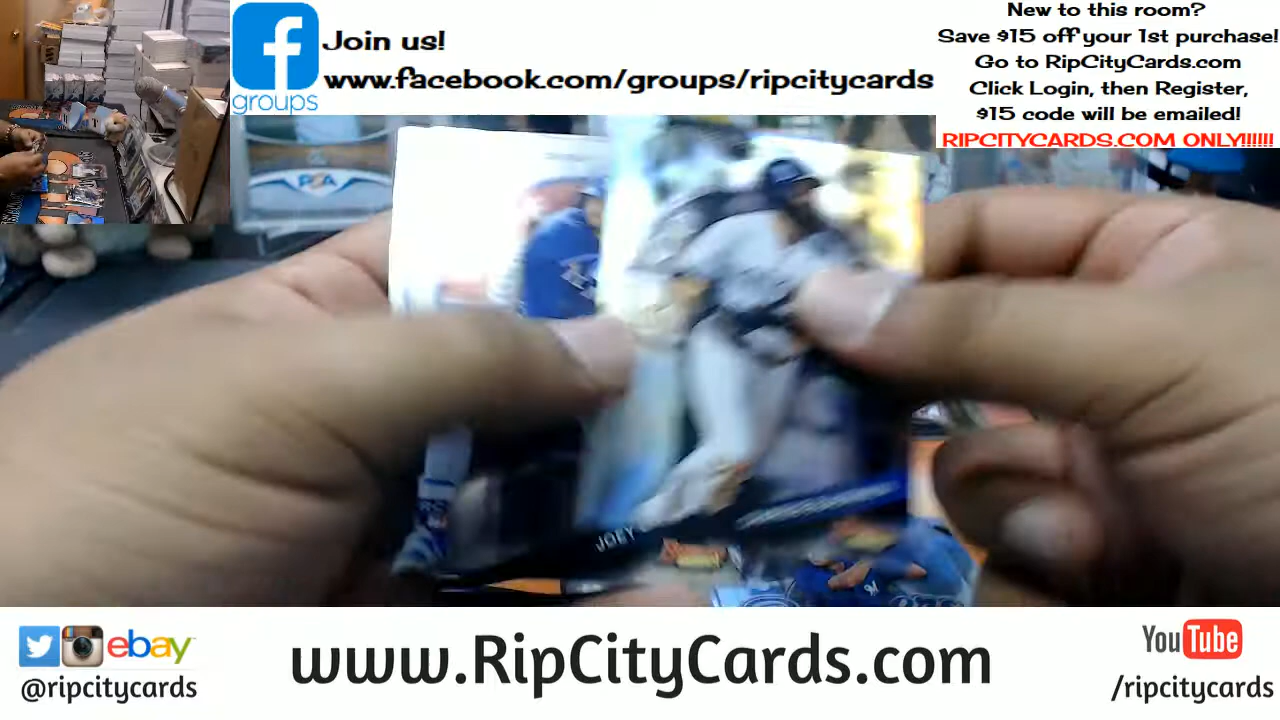 Join us!
www.facebook.com/groups/ripcitycards
groups
New to this room?
Save $15 off your 1st purchase!
Go to RipCityCards.com
Click Login, then Register,
$15 code will be emailed!
RIPCITYCARDS.COM ONLY!!!!!!
PSA
JOEY
ebay
@ripcitycards
www.RipCityCards.com
YouTube
/ripcitycards